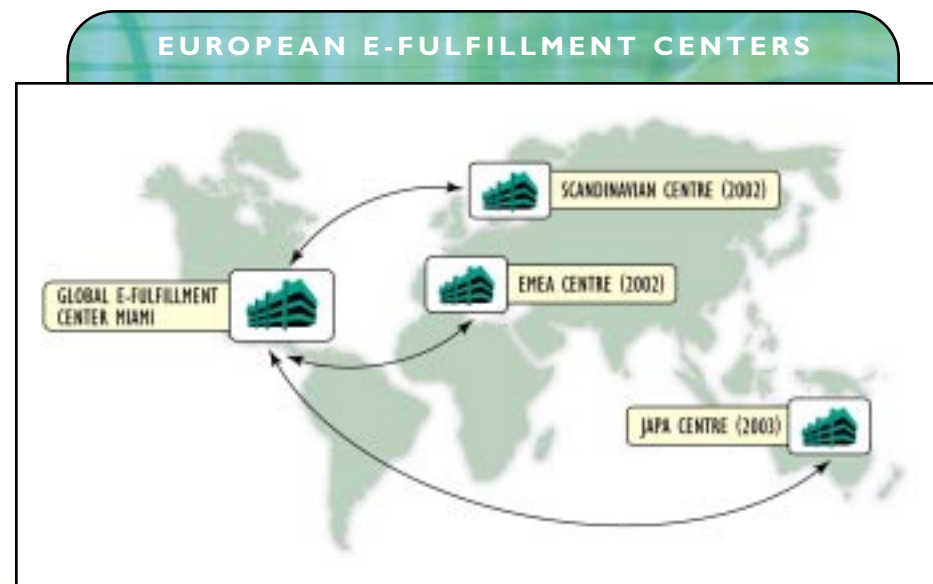 EUROPEAN E-FULFILLMENT CENTERS
SCANDINAVIAN CENTRE (2002)
EMEA CENTRE (2002)
GLOBAL E-FULFILLMENT
CENTER MIAMI
JAPA CENTRE (2003)